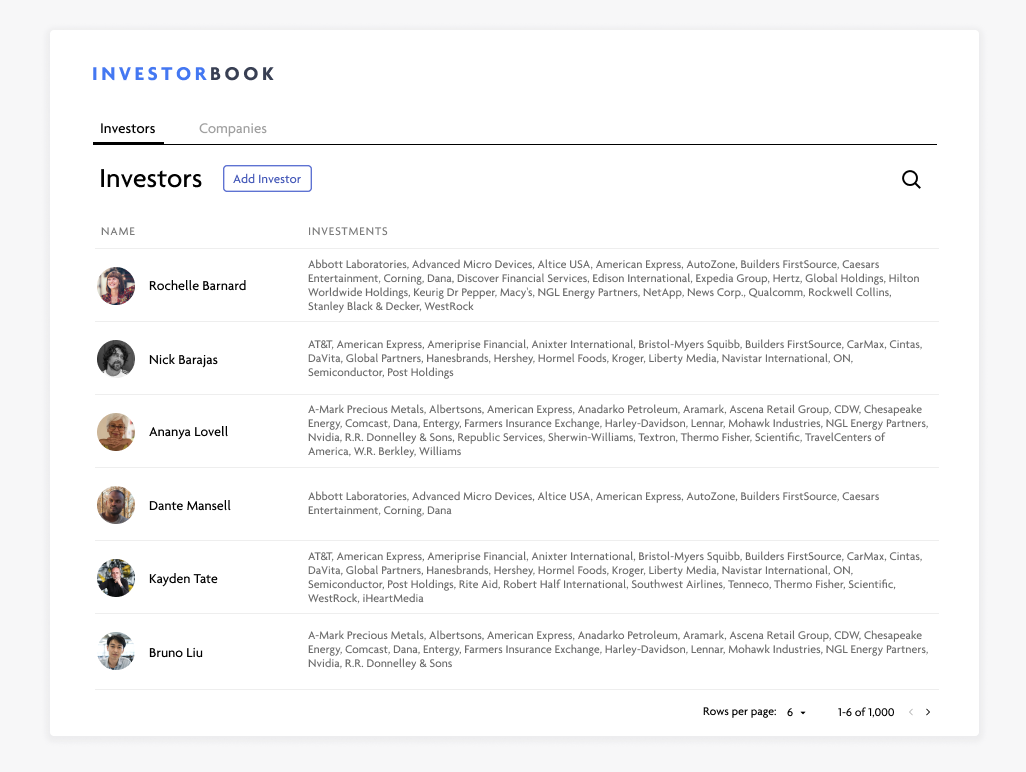 INVESTORBOOK
Investors Companies
Investors Add Investor
NAME INVESTMENTS
Abbott Laboratories, Advanced Micro Devices, Altice USA, American Express, AutoZone, Builders FirstSource, Caesars
Entertainment, Corning, Dana, Discover Financial Services, Edison International, Expedia Group, Hertz, Global Holdings, Hilton
Rochelle Barnard
Worldwide Holdings, Keurig Dr Pepper, Macy's, NGL Energy Partners, NetApp, News Corp., Qualcomm, Rockwell Collins,
Stanley Black & Decker, WestRock
AT&T, American Express, Ameriprise Financial, Anixter International, Bristol-Myers Squibb, Builders FirstSource, CarMax, Cintas,
Nick Barajas
DaVita, Global Partners, Hanesbrands, Hershey, Hormel Foods, Kroger, Liberty Media, Navistar International, ON,
Semiconductor, Post Holdings
A-Mark Precious Metals, Albertsons, American Express, Anadarko Petroleum, Aramark, Ascena Retail Group, CDW, Chesapeake
Energy, Comcast, Dana, Entergy, Farmers Insurance Exchange, Harley-Davidson, Lennar, Mohawk Industries, NGL Energy Partners,
Ananya Lovell
Nvidia, R.R. Donnelley & Sons, Republic Services, Sherwin-Williams, Textron, Thermo Fisher, Scientific, TravelCenters of
America, W.R. Berkley, Williams
Abbott Laboratories, Advanced Micro Devices, Altice USA, American Express, AutoZone, Builders FirstSource, Caesars
Dante Mansell
Entertainment, Corning, Dana
AT&T, American Express, Ameriprise Financial, Anixter International, Bristol-Myers Squibb, Builders FirstSource, CarMax, Cintas,
DaVita, Global Partners, Hanesbrands, Hershey, Hormel Foods, Kroger, Liberty Media, Navistar International, ON,
Kayden Tate
Semiconductor, Post Holdings, Rite Aid, Robert Half International, Southwest Airlines, Tenneco, Thermo Fisher, Scientific,
WestRock, iHeartMedia
A-Mark Precious Metals, Albertsons, American Express, Anadarko Petroleum, Aramark, Ascena Retail Group, CDW, Chesapeake
Bruno Liu
Energy, Comcast, Dana, Entergy, Farmers Insurance Exchange, Harley-Davidson, Lennar, Mohawk Industries, NGL Energy Partners,
Nvidia, R.R. Donnelley & Sons
Rows per page: 6 1-6 of 1,000